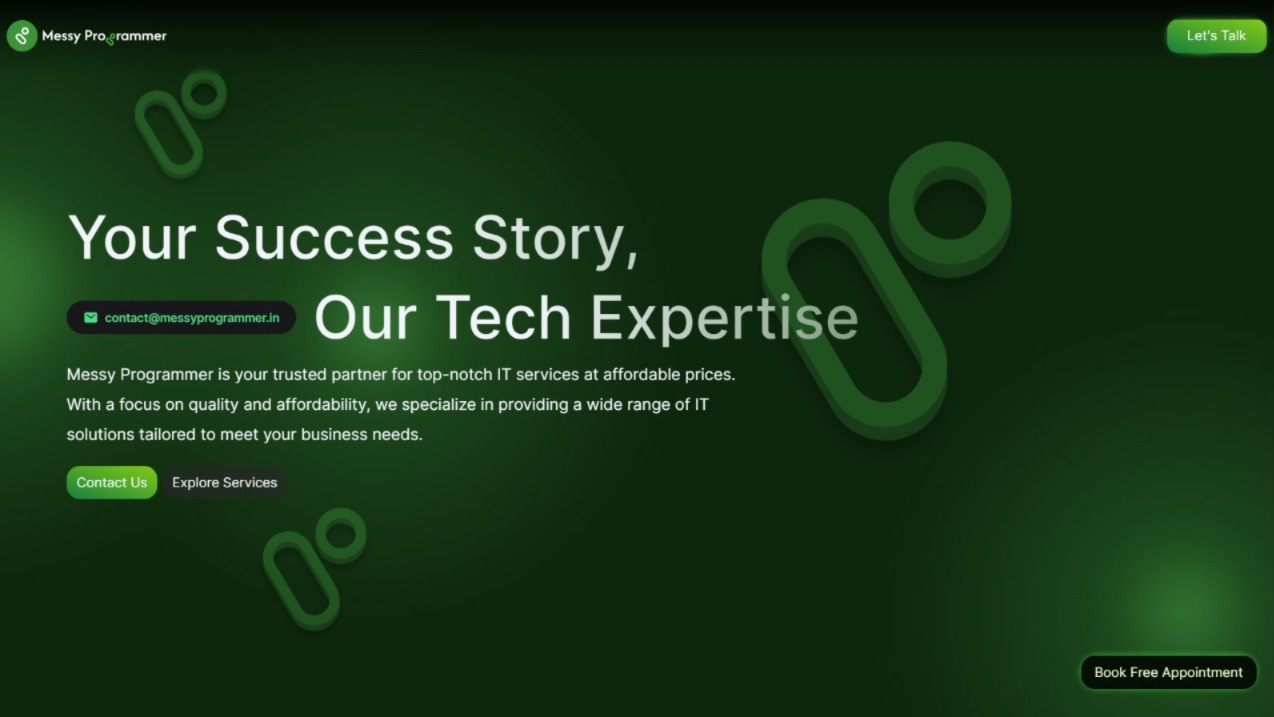 Messy Programmer
Let's Talk
Your Success Story,
contact@messyprogrammer.in
Our Tech Expertise
Messy Programmer is your trusted partner for top-notch IT services at affordable prices.
With a focus on quality and affordability, we specialize in providing a wide range of IT
solutions tailored to meet your business needs.
Contact Us
Explore Services
Book Free Appointment